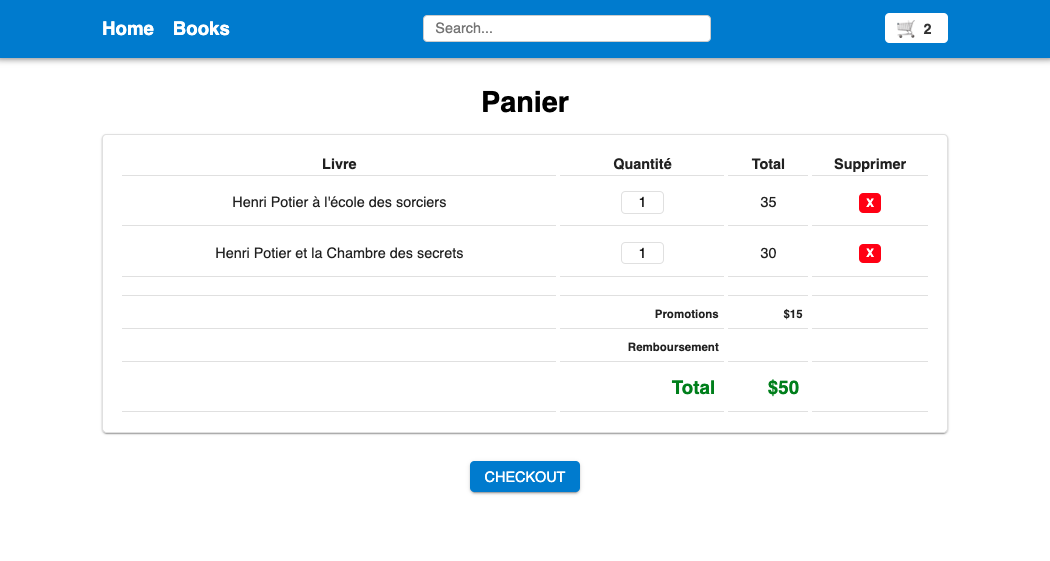 Home Books Search... 2
Panier
Livre Quantité Total Supprimer
Henri Potier à l'école des sorciers 1 35 X
Henri Potier et la Chambre des secrets 1 30 X
Promotions $15
Remboursement
Total $50
CHECKOUT